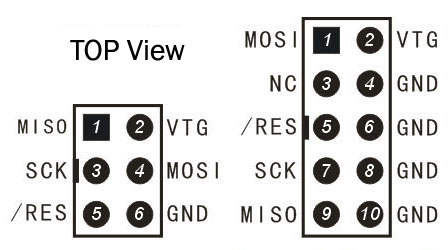 TOP View
MISO 1 2 VTG
SCK 3 4 MOSI
/RES 5 6 GND
MOSI 1 2 VTG
NC 3 4 GND
/RES 5 6 GND
SCK 7 8 GND
MISO 9 10 GND